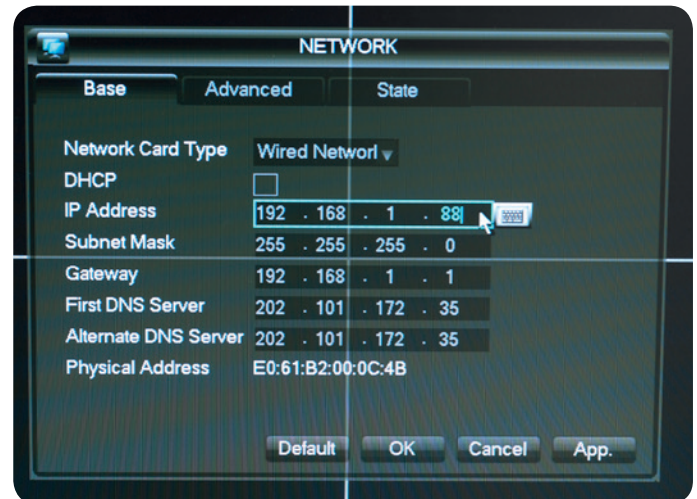 NETWORK
Base Advanced State
Network Card Type Wired Networl
DHCP
IP Address 192 . 168 . 1 . 88
Subnet Mask 255 . 255 . 255 . 0
Gateway 192 . 168 . 1 . 1
First DNS Server 202 . 101 . 172 . 35
Alternate DNS Server 202 . 101 . 172 . 35
Physical Address E0:61:B2:00:0C:4B
Default OK Cancel App.